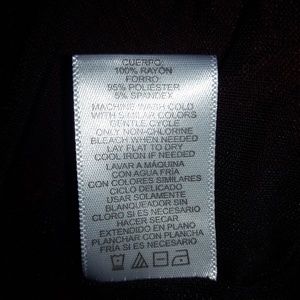 CUERPO:
100% RAYON
FORRO
95% POLIESTER
5% SPANDEX
MACHINE WASH COLD
WITH SIMILAR COLORS
GENTLE CYCLE
ONLY NON-CHLORINE
BLEACH WHEN NEEDED
LAY FLAT TO DRY
COOL IRON IF NEEDED
LAVAR A MÁQUINA
CON AGUA FRÍA
CON COLORES SIMILARES
CICLO DELICADO
USAR SOLAMENTE
BLANQUEADOR SIN
CLORO SI ES NECESARIO
HACER SECAR
EXTENDIDO EN PLANO
PLANCHAR CON PLANCHA
FRÍA SI ES NECESARIO